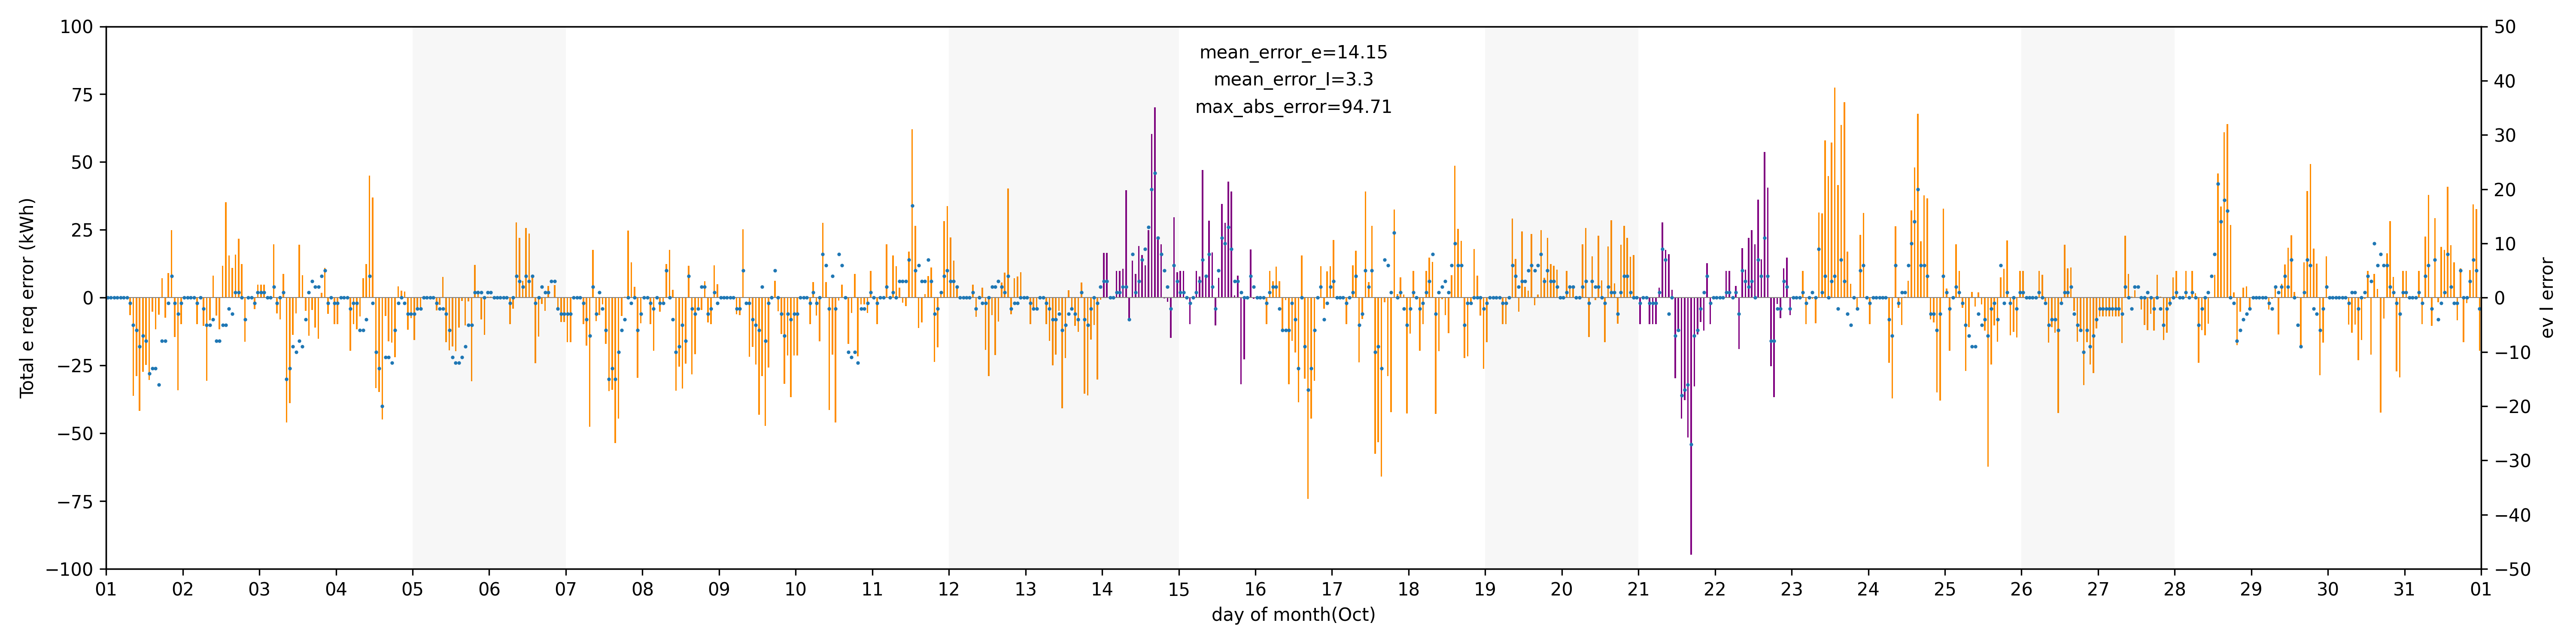 mean_error_e=14.15
mean_error_l=3.3
max_abs_error=94.71
Total e req error (kWh)
100
75
50
25
0
−25
−50
−75
−100
50
40
30
20
10
0
−10
−20
−30
−40
−50
ev l error
01 02 03 04 05 06 07 08 09 10 11 12 13 14 15 16 17 18 19 20 21 22 23 24 25 26 27 28 29 30 31 01
day of month(Oct)